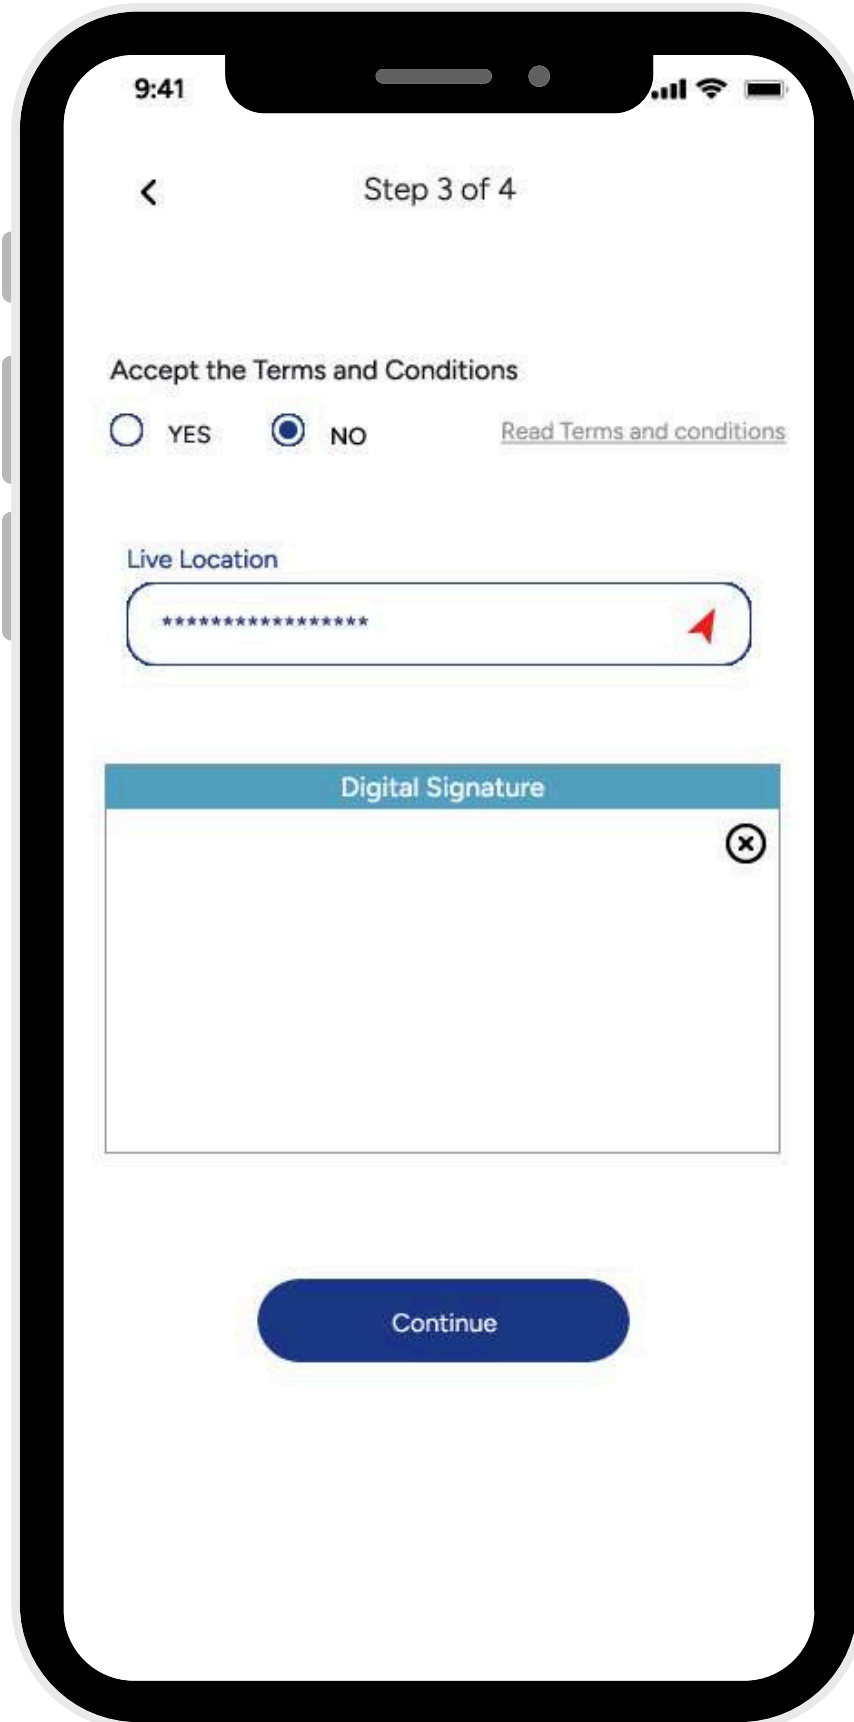 9:41
Step 3 of 4
Accept the Terms and Conditions
YES NO Read Terms and conditions
Live Location
*****************
Digital Signature
Continue